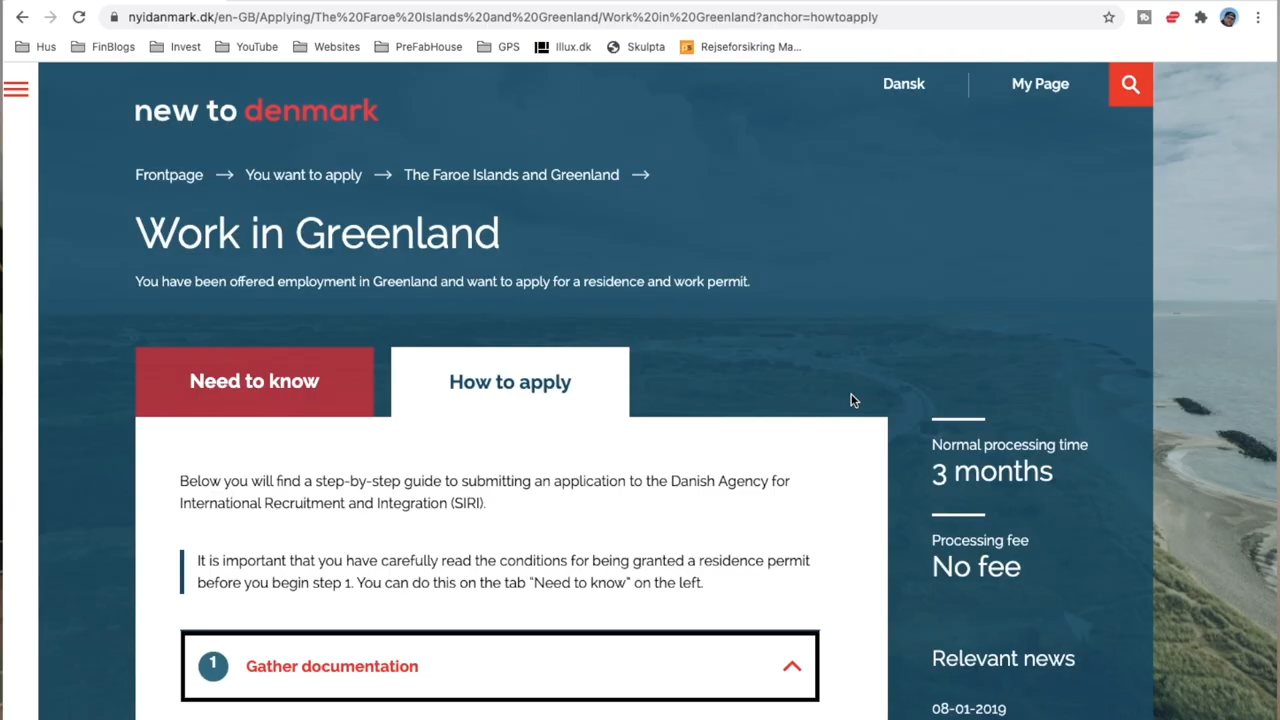 nyidanmark.dk/en-GB/Applying/The%20Faroe%20Islands%20and%20Greenland/Work%20in%20Greenland?anchor=howtoapply
Hus FinBlogs Invest YouTube Websites PreFabHouse GPS Illux.dk Skulpta Rejseforsikring Ma...
Dansk My Page
new to denmark
Frontpage → You want to apply → The Faroe Islands and Greenland →
Work in Greenland
You have been offered employment in Greenland and want to apply for a residence and work permit.
Need to know How to apply
Below you will find a step-by-step guide to submitting an application to the Danish Agency for
International Recruitment and Integration (SIRI).
It is important that you have carefully read the conditions for being granted a residence permit
before you begin step 1. You can do this on the tab "Need to know" on the left.
1 Gather documentation
Normal processing time
3 months
Processing fee
No fee
Relevant news
08-01-2019